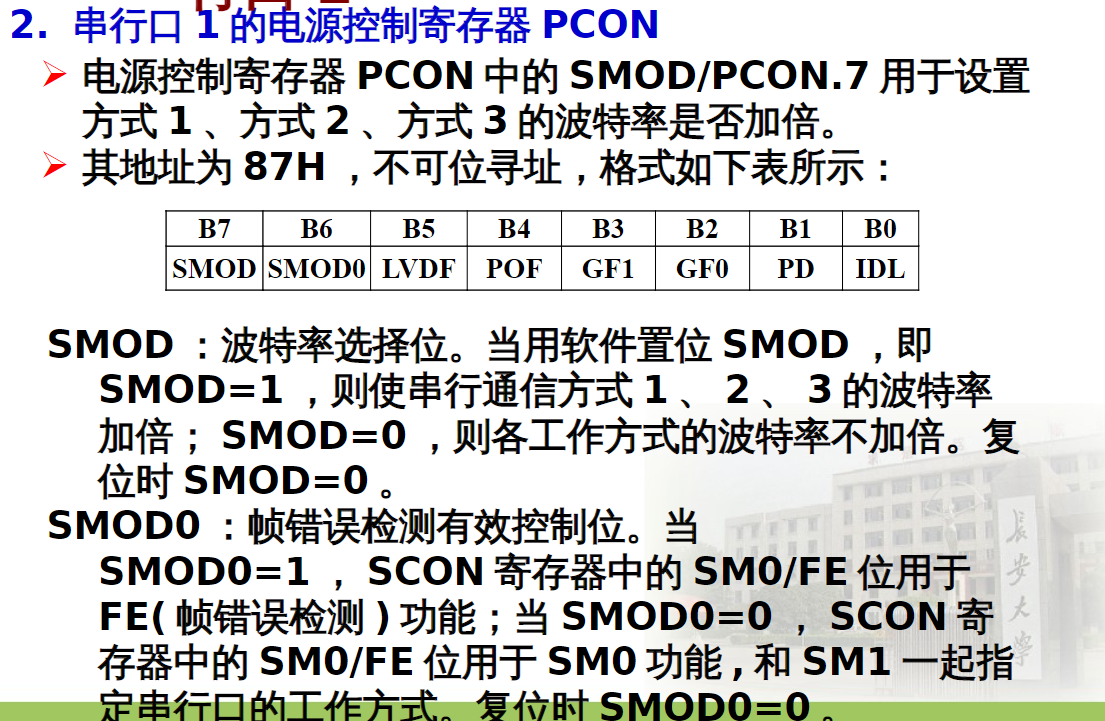 2. 串行口 1 的电源控制寄存器 PCON
电源控制寄存器 PCON 中的 SMOD/PCON.7 用于设置
方式 1 、方式 2 、方式 3 的波特率是否加倍。
其地址为 87H ，不可位寻址，格式如下表所示：
B7 B6 B5 B4 B3 B2 B1 B0
SMOD SMOD0 LVDF POF GF1 GF0 PD IDL
SMOD ：波特率选择位。当用软件置位 SMOD ，即
SMOD=1 ，则使串行通信方式 1 、 2 、 3 的波特率
加倍； SMOD=0 ，则各工作方式的波特率不加倍。复
位时 SMOD=0 。
SMOD0 ：帧错误检测有效控制位。当
SMOD0=1 ， SCON 寄存器中的 SM0/FE 位用于
FE( 帧错误检测 ) 功能；当 SMOD0=0 ， SCON 寄
存器中的 SM0/FE 位用于 SM0 功能 , 和 SM1 一起指
定串行口的工作方式。复位时 SMOD0=0 。
长安大学